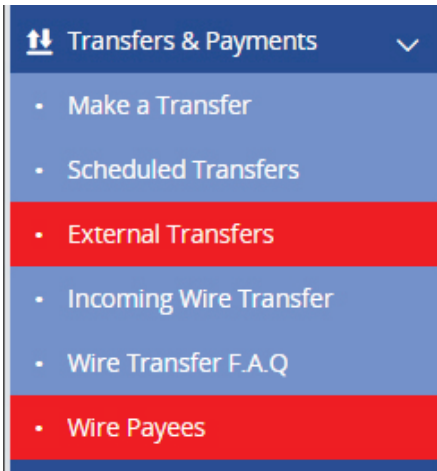 Transfers & Payments
• Make a Transfer
• Scheduled Transfers
• External Transfers
• Incoming Wire Transfer
• Wire Transfer F.A.Q
• Wire Payees